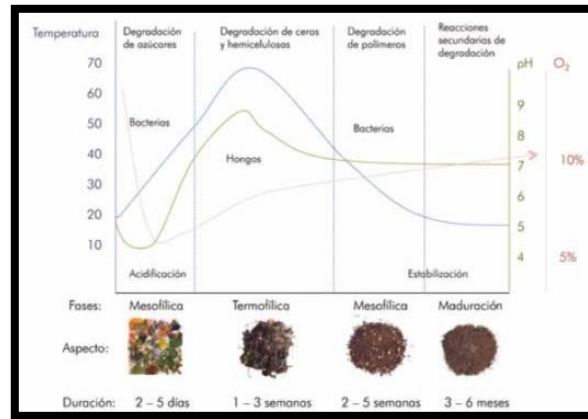 Temperatura
Degradación de azúcares
Degradación de ceros y hemicelulosas
Degradación de polímeros
Reacciones secundarias de degradación
pH
O₂
70
60
50
40
30
20
10
Bacterias
Hongos
Bacterias
9
8
7
6
5
4
10%
5%
Acidificación
Estabilización
Fases: Mesofílica Termofílica Mesofílica Maduración
Aspecto:
Duración: 2 – 5 días 1 – 3 semanas 2 – 5 semanas 3 – 6 meses